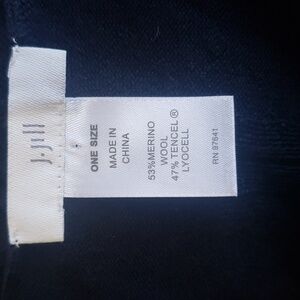 J.Jill
ONE SIZE
MADE IN
CHINA
53%MERINO
WOOL
47% TENCEL ®
LYOCELL
RN 97641